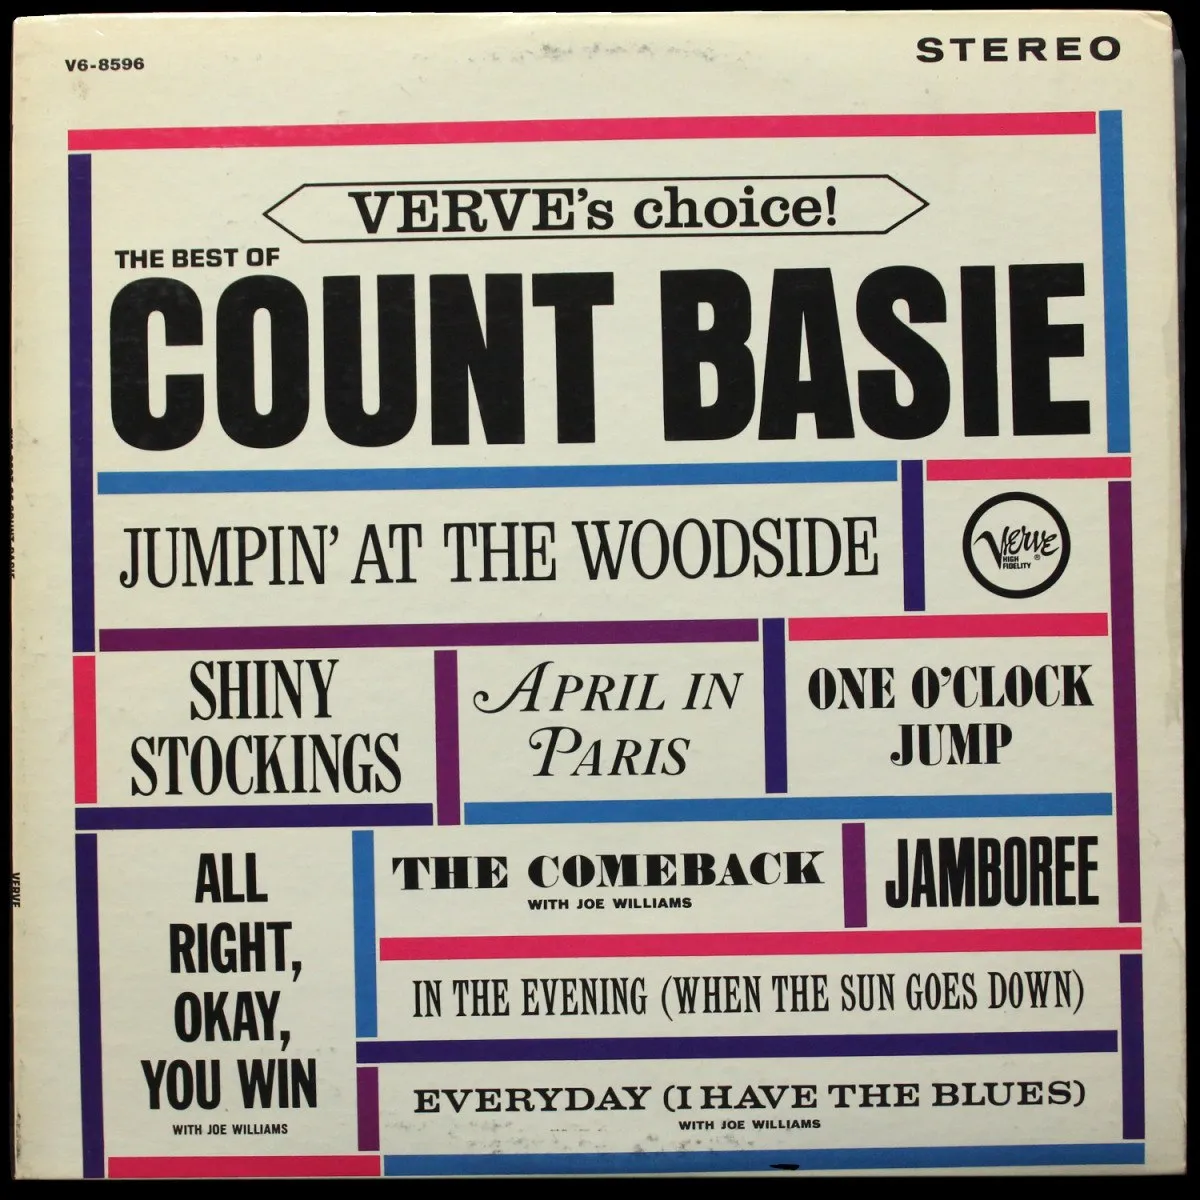 V6-8596
STEREO
VERVE's choice!
THE BEST OF
COUNT BASIE
JUMPIN' AT THE WOODSIDE
Verve
HIGH
FIDELITY
®
SHINY
STOCKINGS
APRIL IN
PARIS
ONE O'CLOCK
JUMP
ALL
RIGHT,
OKAY,
YOU WIN
WITH JOE WILLIAMS
THE COMEBACK
WITH JOE WILLIAMS
JAMBOREE
IN THE EVENING (WHEN THE SUN GOES DOWN)
EVERYDAY (I HAVE THE BLUES)
WITH JOE WILLIAMS
VERVE